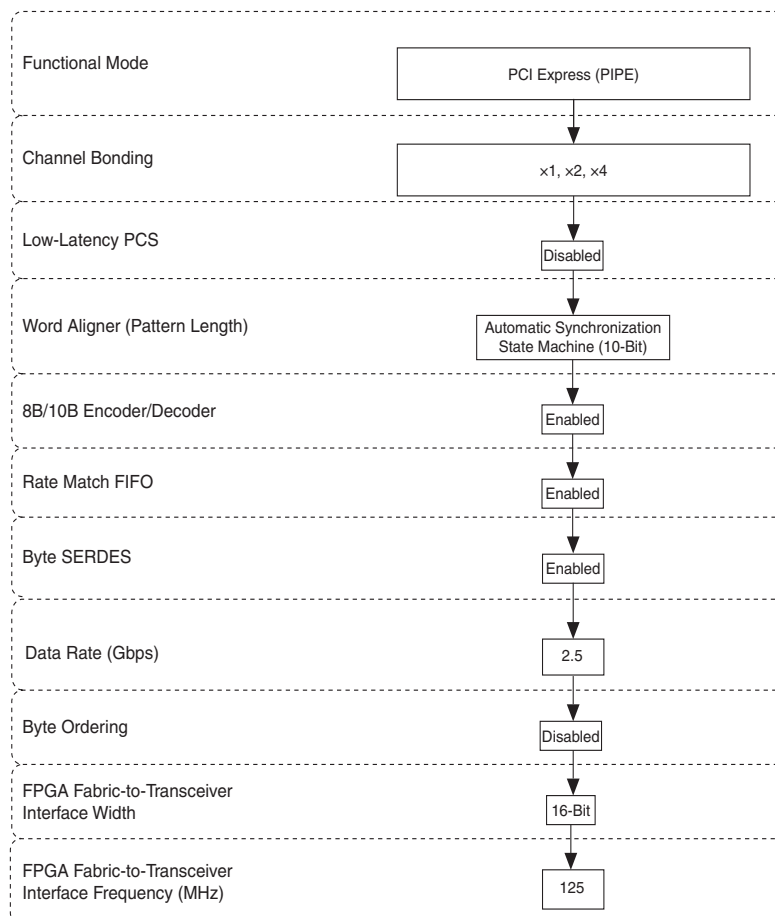 Functional Mode
PCI Express (PIPE)
Channel Bonding
×1, ×2, ×4
Low-Latency PCS
Disabled
Word Aligner (Pattern Length)
Automatic Synchronization
State Machine (10-Bit)
8B/10B Encoder/Decoder
Enabled
Rate Match FIFO
Enabled
Byte SERDES
Enabled
Data Rate (Gbps)
2.5
Byte Ordering
Disabled
FPGA Fabric-to-Transceiver
Interface Width
16-Bit
FPGA Fabric-to-Transceiver
Interface Frequency (MHz)
125